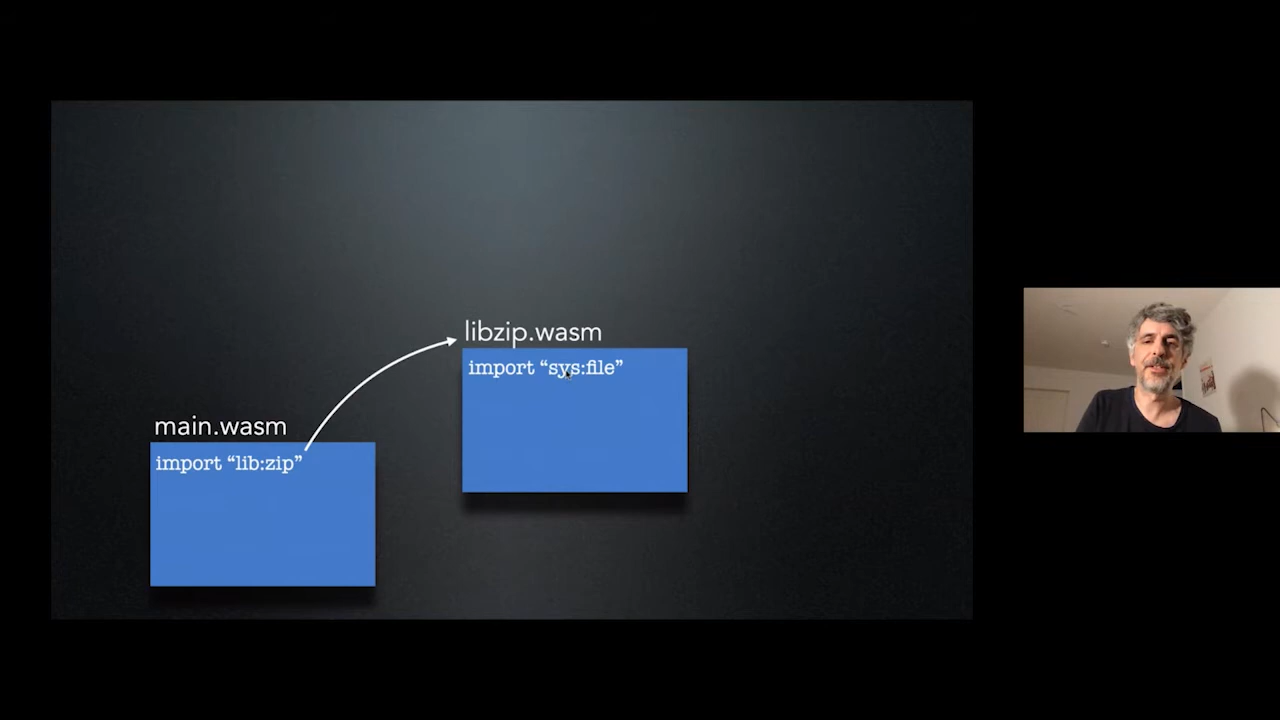 libzip.wasm
import “sys:file”
main.wasm
import “lib:zip”